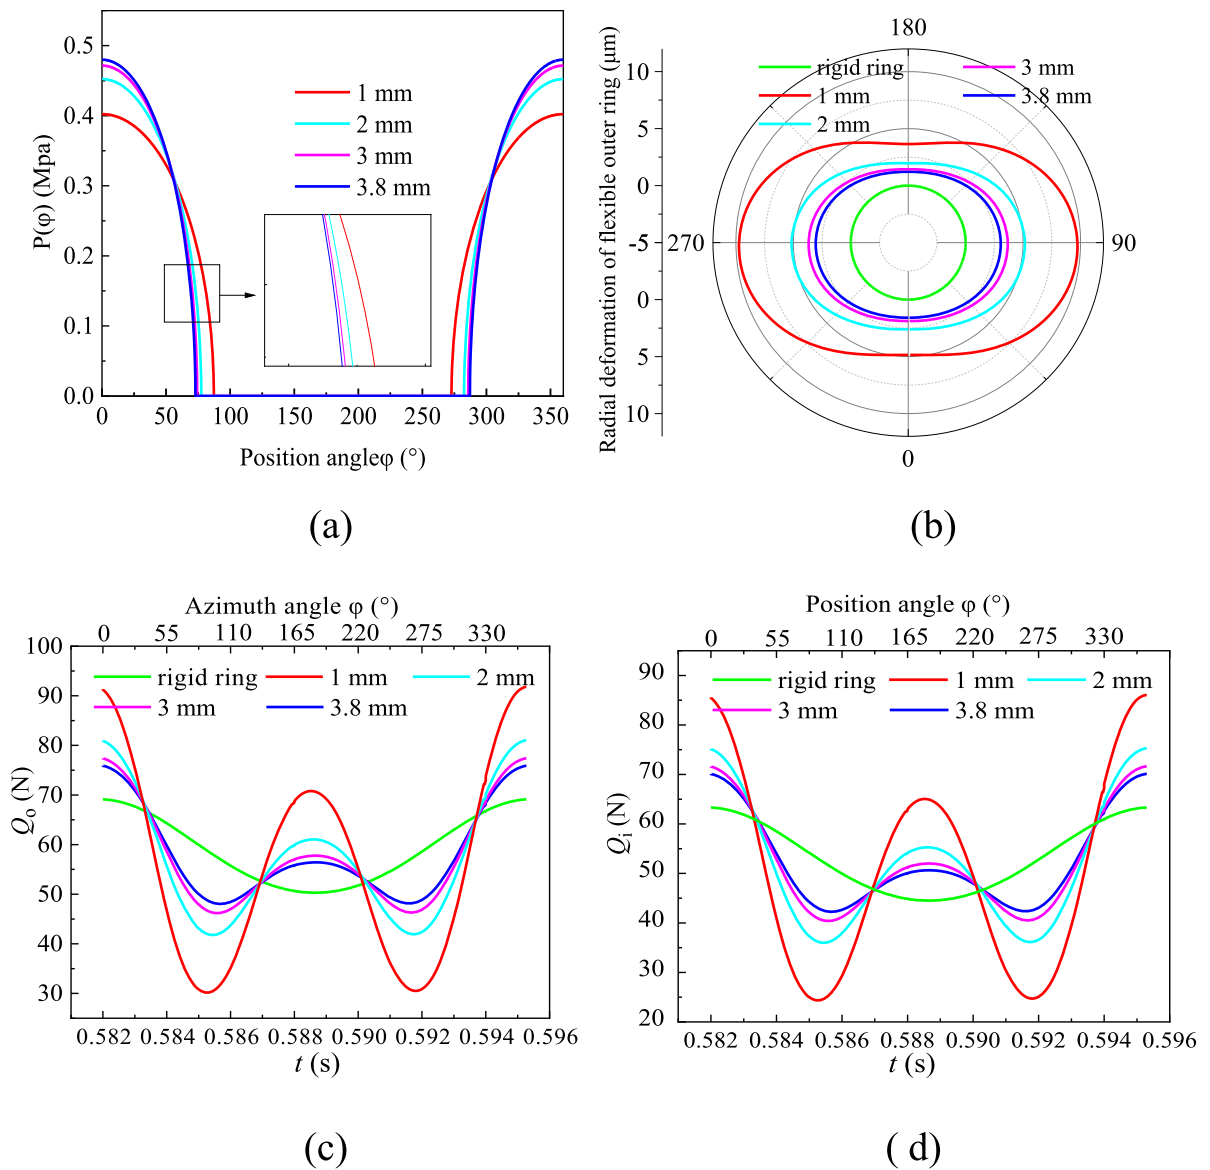 0.5
0.4
0.3
0.2
0.1
0.0
P(φ) (Mpa)
1 mm
2 mm
3 mm
3.8 mm
0 50 100 150 200 250 300 350
Position angleφ (°)
(a)
180
rigid ring
1 mm
2 mm
3 mm
3.8 mm
10
5
0
-5
0
5
10
Radial deformation of flexible outer ring (μm)
270
90
0
(b)
Azimuth angle φ (°)
0 55 110 165 220 275 330
100
90
80
70
60
50
40
30
Qo (N)
rigid ring 1 mm 2 mm
3 mm 3.8 mm
0.582 0.584 0.586 0.588 0.590 0.592 0.594 0.596
t (s)
(c)
Position angle φ (°)
0 55 110 165 220 275 330
90
80
70
60
50
40
30
20
Qi (N)
rigid ring 1 mm 2 mm
3 mm 3.8 mm
0.582 0.584 0.586 0.588 0.590 0.592 0.594 0.596
t (s)
( d)